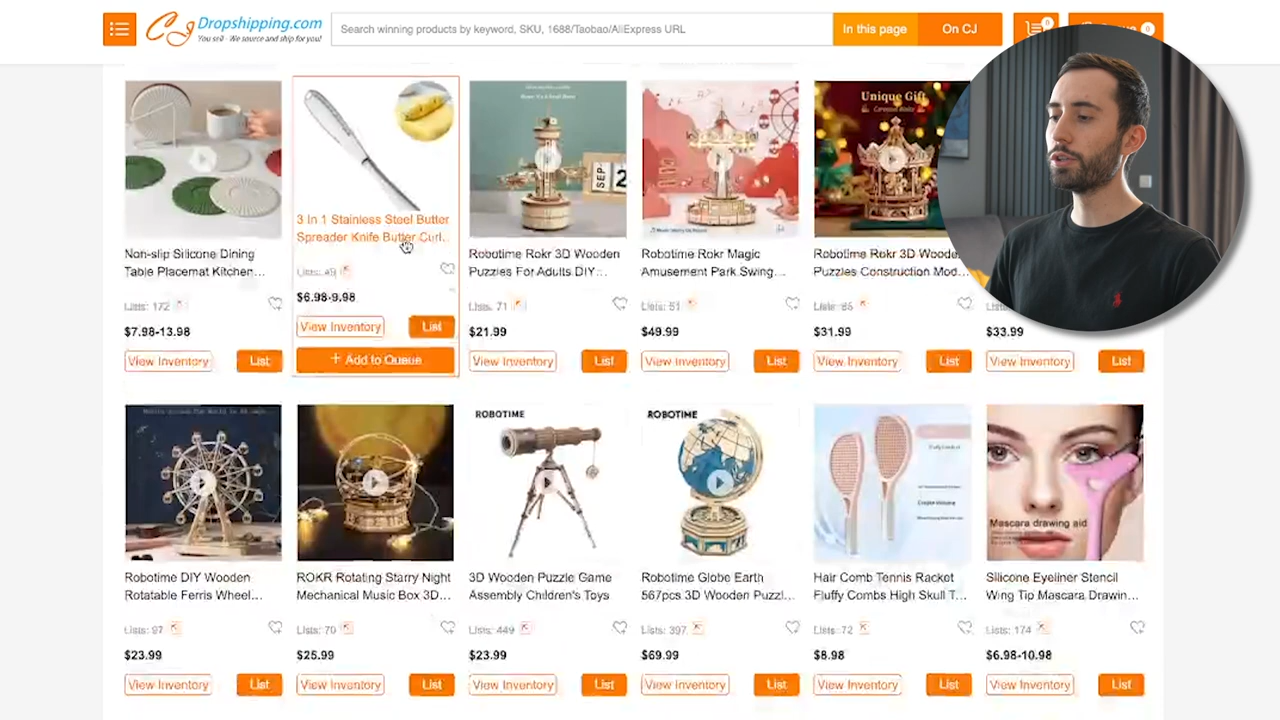 CJ Dropshipping.com
You sell - We source and ship for you!
Search winning products by keyword, SKU, 1688/Taobao/AliExpress URL
In this page
On CJ
0
0
Unique Gift
SEP
2
3 In 1 Stainless Steel Butter
Spreader Knife Butter Curl...
Non-slip Silicone Dining
Table Placemat Kitchen...
Robotime Rokr 3D Wooden
Puzzles For Adults DIY...
Robotime Rokr Magic
Amusement Park Swing...
Robotime Rokr 3D Woode
Puzzles Construction Mod...
Lists: 172
Lists: 49
Lists: 71
Lists: 51
$7.98-13.98
$6.98-9.98
$21.99
$49.99
$31.99
$33.99
View Inventory
List
View Inventory
List
+ Add to Queue
View Inventory
List
View Inventory
List
View Inventory
List
View Inventory
List
ROBOTIME
ROBOTIME
Mascara drawing aid
Robotime DIY Wooden
Rotatable Ferris Wheel...
ROKR Rotating Starry Night
Mechanical Music Box 3D...
3D Wooden Puzzle Game
Assembly Children's Toys
Robotime Globe Earth
567pcs 3D Wooden Puzzl...
Hair Comb Tennis Racket
Fluffy Combs High Skull T...
Silicone Eyeliner Stencil
Wing Tip Mascara Drawin...
Lists: 97
Lists: 70
Lists: 449
Lists: 397
Lists: 72
Lists: 174
$23.99
$25.99
$23.99
$69.99
$8.98
$6.98-10.98
View Inventory
List
View Inventory
List
View Inventory
List
View Inventory
List
View Inventory
List
View Inventory
List